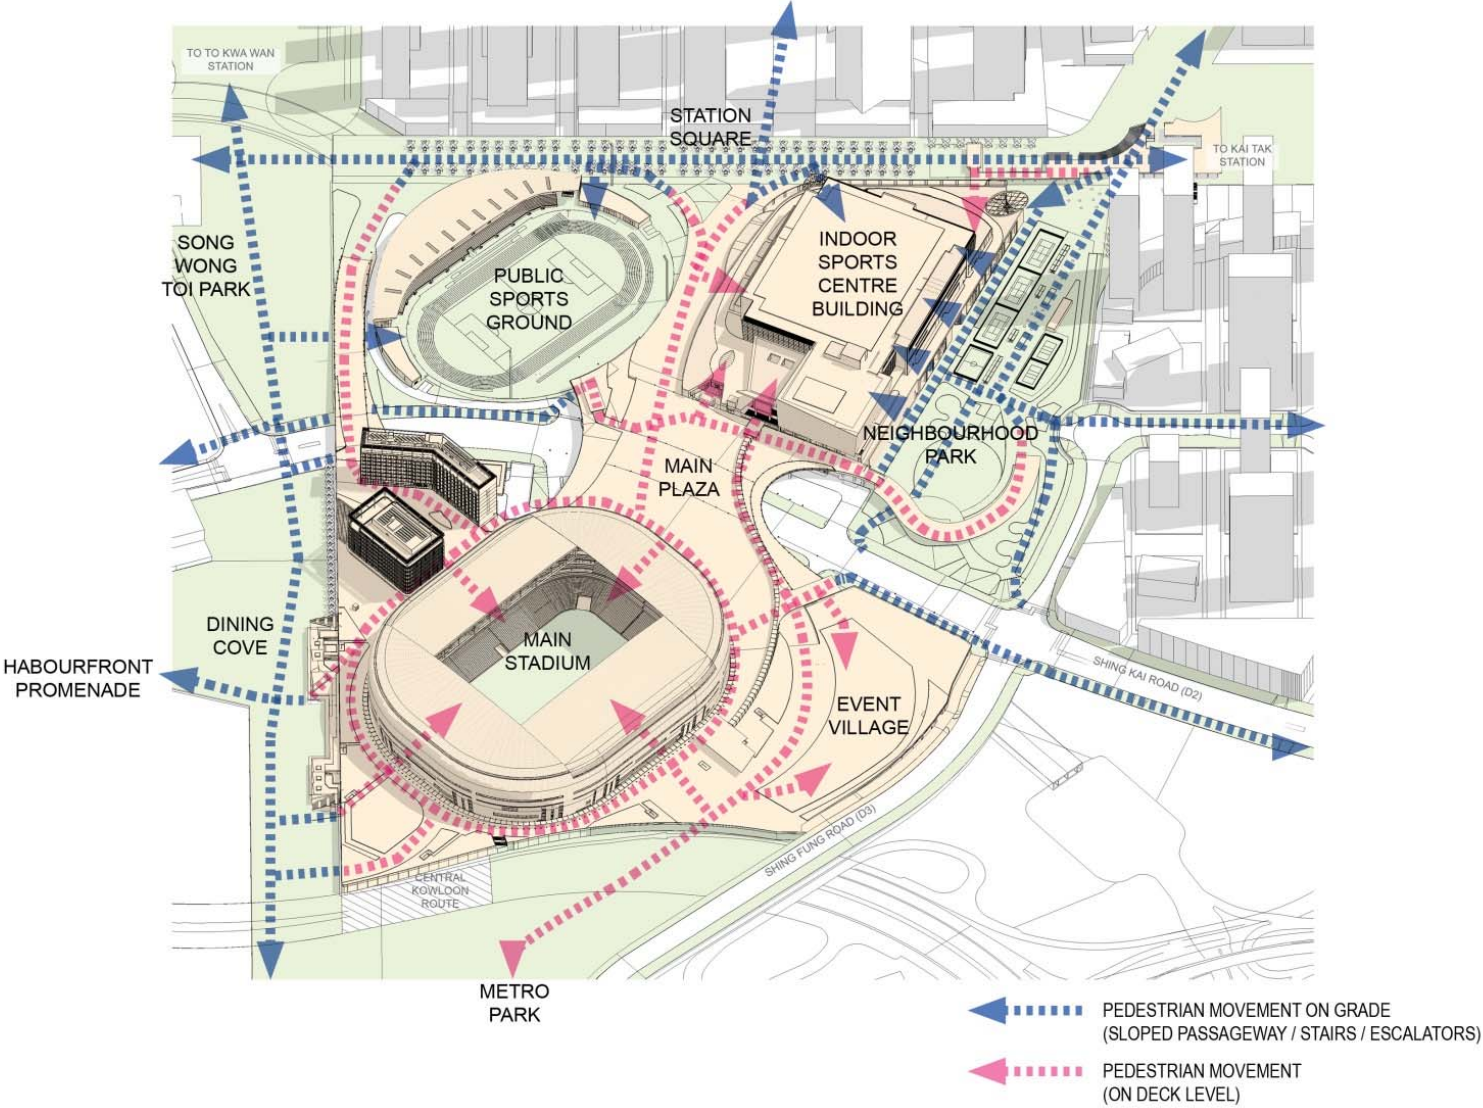 TO TO KWA WAN
STATION
STATION
SQUARE
TO KAI TAK
STATION
SONG
WONG
TOI PARK
PUBLIC
SPORTS
GROUND
INDOOR
SPORTS
CENTRE
BUILDING
NEIGHBOURHOOD
PARK
MAIN
PLAZA
DINING
COVE
MAIN
STADIUM
HABOURFRONT
PROMENADE
EVENT
VILLAGE
SHING KAI ROAD (D2)
SHING FUNG ROAD (D3)
CENTRAL
KOWLOON
ROUTE
METRO
PARK
PEDESTRIAN MOVEMENT ON GRADE
(SLOPED PASSAGEWAY / STAIRS / ESCALATORS)
PEDESTRIAN MOVEMENT
(ON DECK LEVEL)